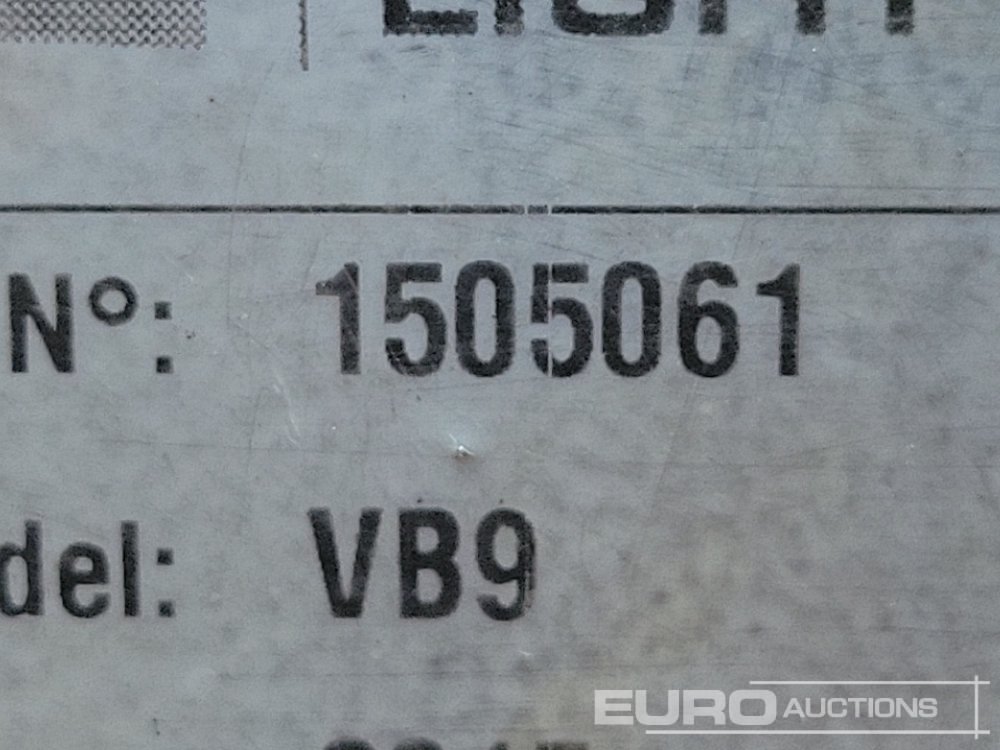 N°: 1505061
del: VB9
EURO AUCTIONS